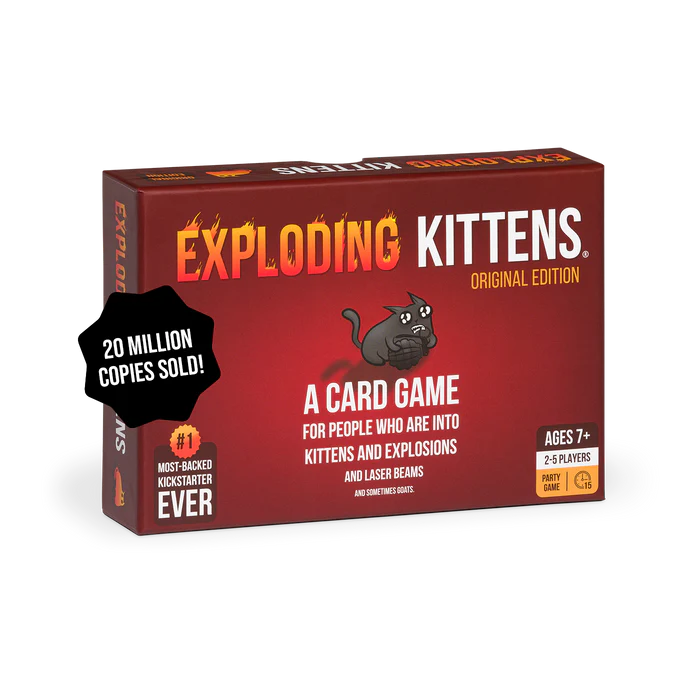 ORIGINAL EDITION
KITTENS
EXPLODING
EXPLODING KITTENS®
ORIGINAL EDITION
20 MILLION
COPIES SOLD!
A CARD GAME
FOR PEOPLE WHO ARE INTO
KITTENS AND EXPLOSIONS
AND LASER BEAMS
AND SOMETIMES GOATS.
#1
MOST-BACKED
KICKSTARTER
EVER
AGES 7+
2-5 PLAYERS
PARTY
GAME
15